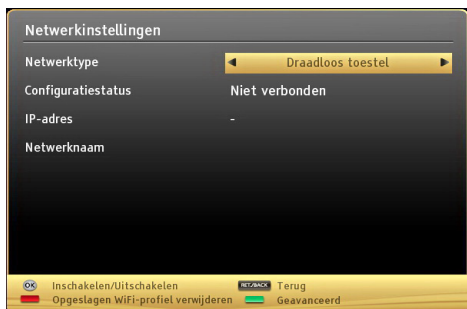 Netwerkinstellingen
Netwerktype Draadloos toestel
Configuratiestatus Niet verbonden
IP-adres -
Netwerknaam
OK Inschakelen/Uitschakelen RET./BACK Terug
Opgeslagen WiFi-profiel verwijderen Geavanceerd